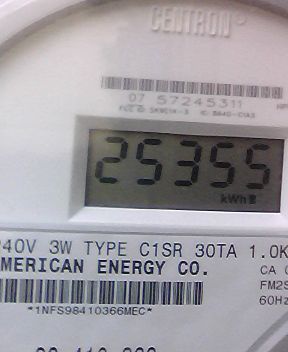 CENTRON®
07 57245311
25355
kWh
240V 3W TYPE C1SR 30TA 1.0K
AMERICAN ENERGY CO.
CA
FM2S
60Hz
*1NFS98410366MEC*